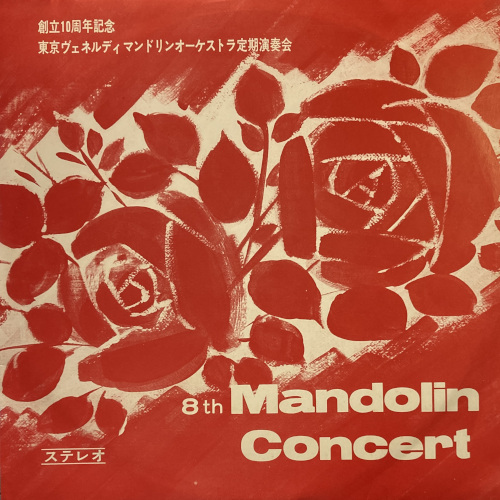 創立10周年記念
東京ヴェネルディマンドリンオーケストラ定期演奏会
8th Mandolin
Concert
ステレオ